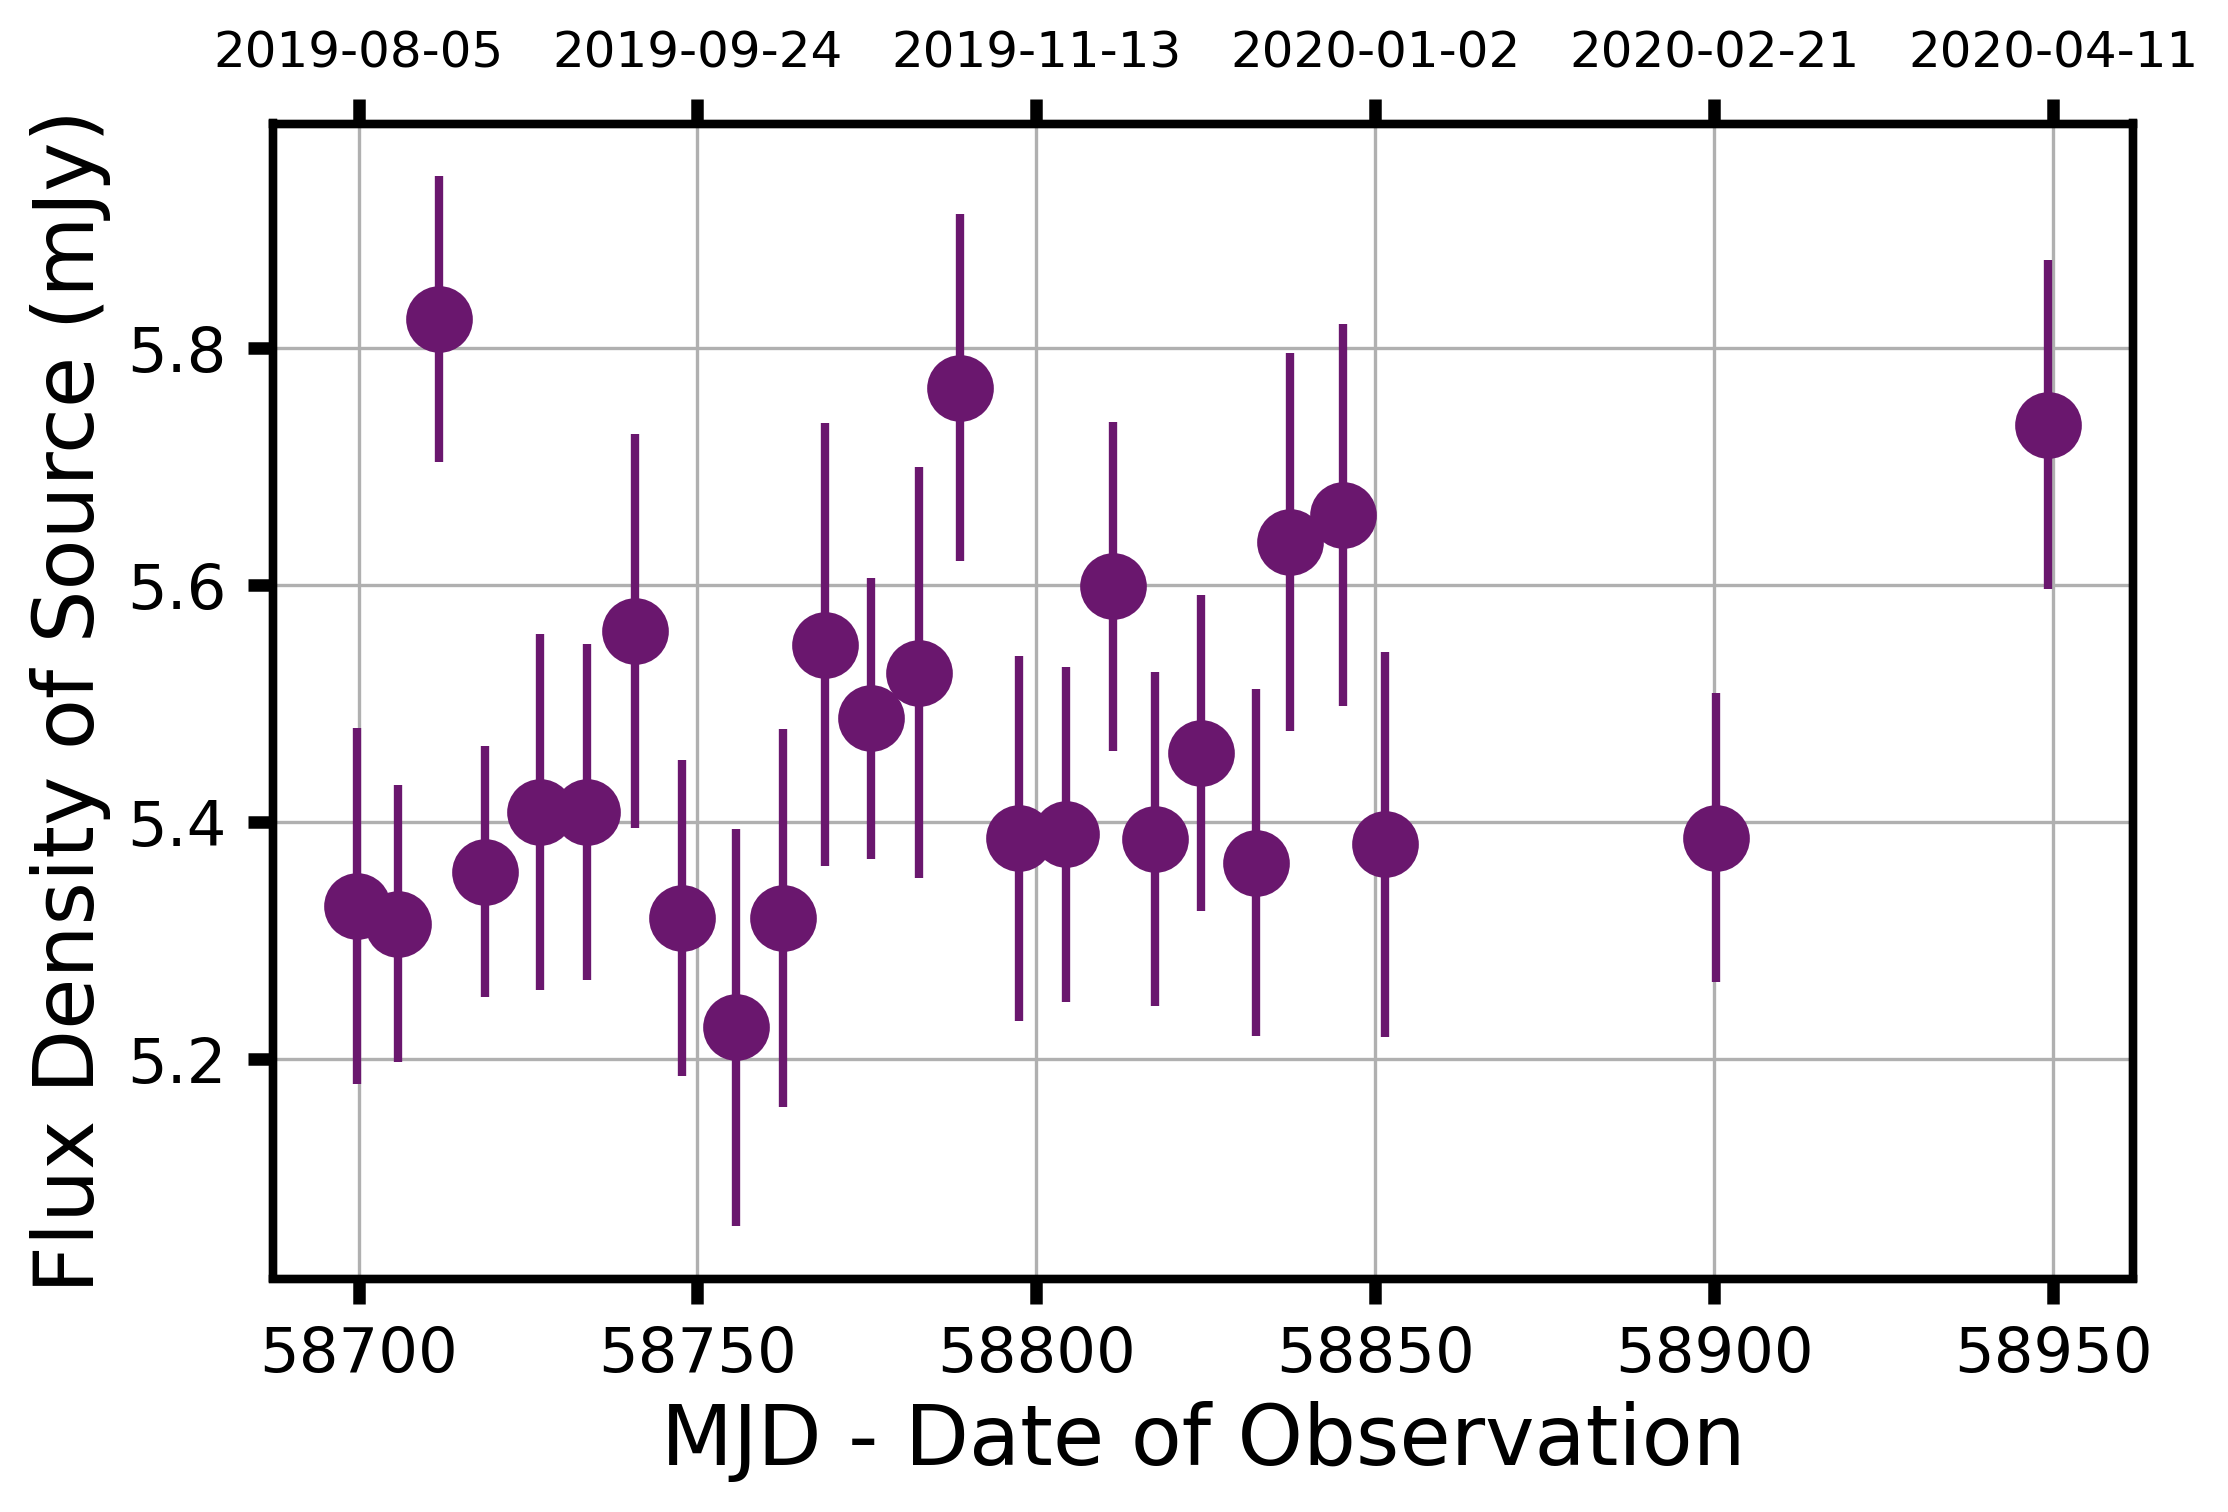 2019-08-05 2019-09-24 2019-11-13 2020-01-02 2020-02-21 2020-04-11
Flux Density of Source (mJy)
5.8
5.6
5.4
5.2
58700 58750 58800 58850 58900 58950
MJD - Date of Observation